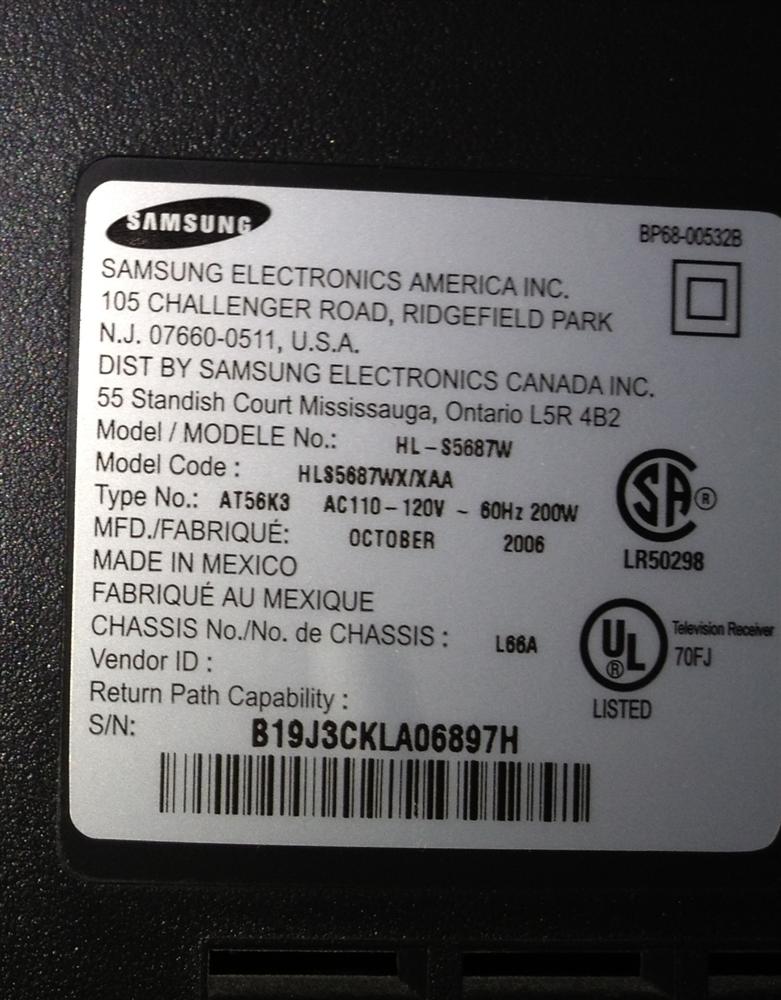 SAMSUNG
BP68-00532B
SAMSUNG ELECTRONICS AMERICA INC.
105 CHALLENGER ROAD, RIDGEFIELD PARK
N.J. 07660-0511, U.S.A.
DIST BY SAMSUNG ELECTRONICS CANADA INC.
55 Standish Court Mississauga, Ontario L5R 4B2
Model / MODELE No.: HL-S5687W
Model Code : HLS5687WX/XAA
Type No.: AT56K3 AC110-120V ~ 60Hz 200W
MFD./FABRIQUÉ: OCTOBER 2006
MADE IN MEXICO
FABRIQUÉ AU MEXIQUE
CHASSIS No./No. de CHASSIS : L66A
Vendor ID :
Return Path Capability :
S/N: B19J3CKLA06897H
SA ®
LR50298
UL ®
Television Receiver
70FJ
LISTED